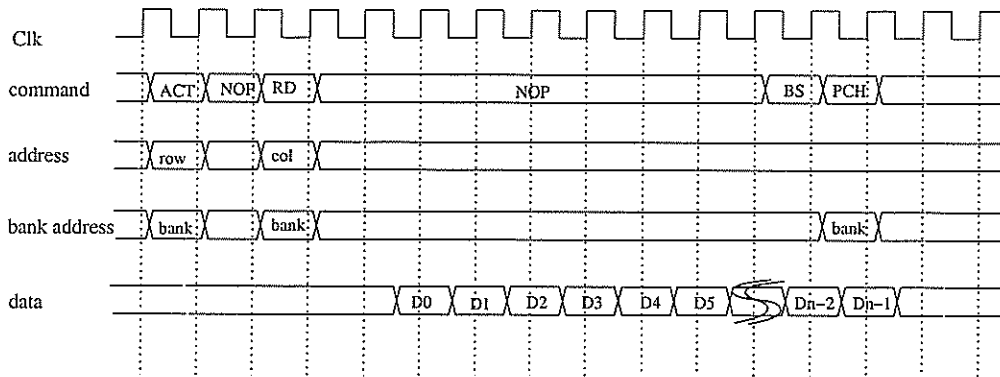 Clk
command ACT NOP RD NOP BS PCH
address row col
bank address bank bank bank
data D0 D1 D2 D3 D4 D5 Dn-2 Dn-1